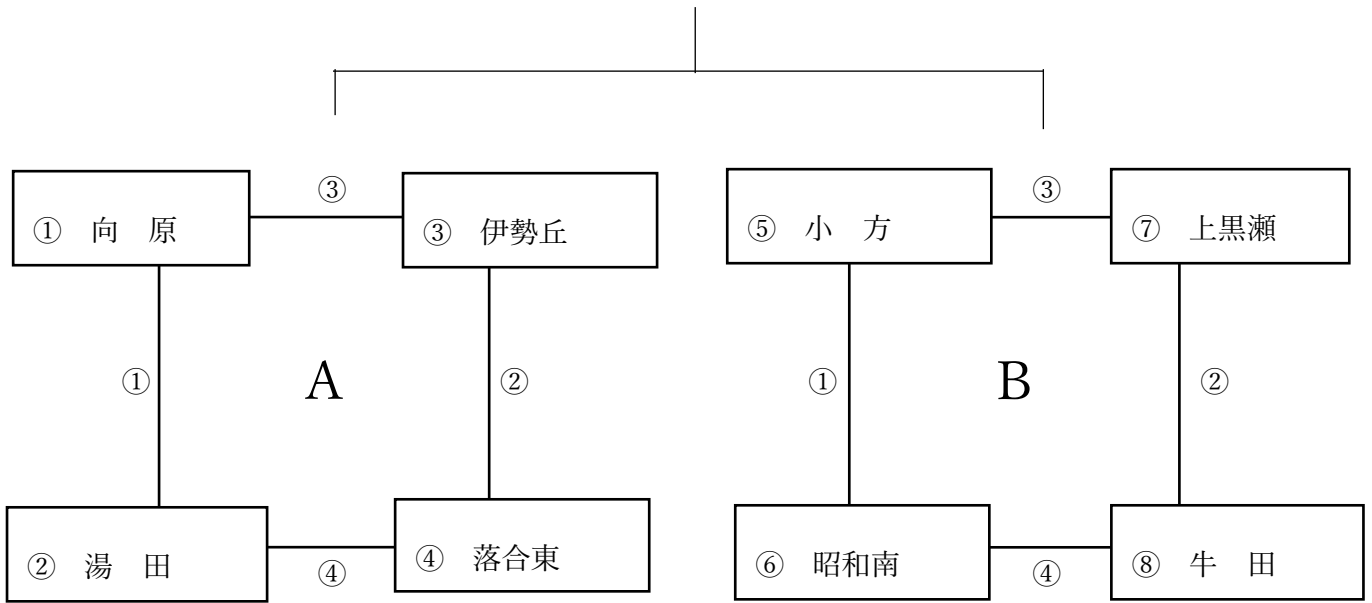 ③ ③
① 向　原 ③ 伊勢丘 ⑤ 小　方 ⑦ 上黒瀬
① A ② ① B ②
② 湯　田 ④ 落合東 ⑥ 昭和南 ⑧ 牛　田
④ ④